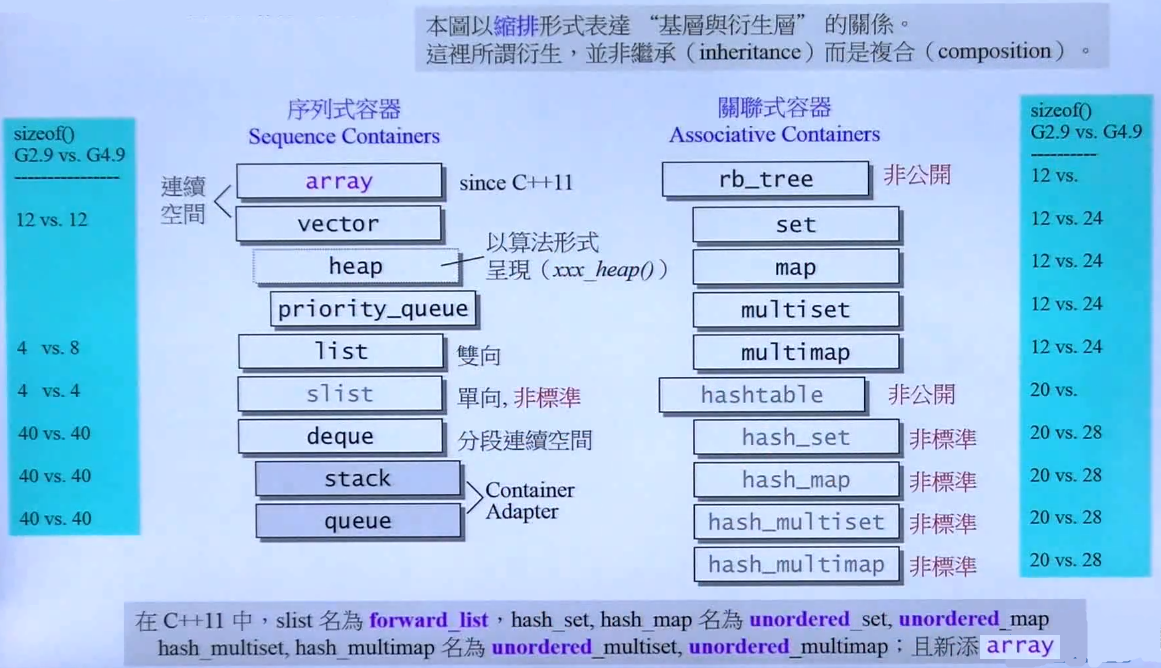 本圖以縮排形式表達 “基層與衍生層” 的關係。
這裡所謂衍生，並非繼承（inheritance）而是複合（composition）。
sizeof()
G2.9 vs. G4.9
---------------
12 vs. 12
4 vs. 8
4 vs. 4
40 vs. 40
40 vs. 40
40 vs. 40
序列式容器
Sequence Containers
連續
空間
array
since C++11
vector
heap
以算法形式
呈現（xxx_heap()）
priority_queue
list
雙向
slist
單向, 非標準
deque
分段連續空間
stack
queue
Container
Adapter
關聯式容器
Associative Containers
rb_tree
非公開
set
map
multiset
multimap
hashtable
非公開
hash_set
非標準
hash_map
非標準
hash_multiset
非標準
hash_multimap
非標準
sizeof()
G2.9 vs. G4.9
----------
12 vs.
12 vs. 24
12 vs. 24
12 vs. 24
12 vs. 24
20 vs.
20 vs. 28
20 vs. 28
20 vs. 28
20 vs. 28
在 C++11 中，slist 名為 forward_list，hash_set, hash_map 名為 unordered_set, unordered_map
hash_multiset, hash_multimap 名為 unordered_multiset, unordered_multimap；且新添 array